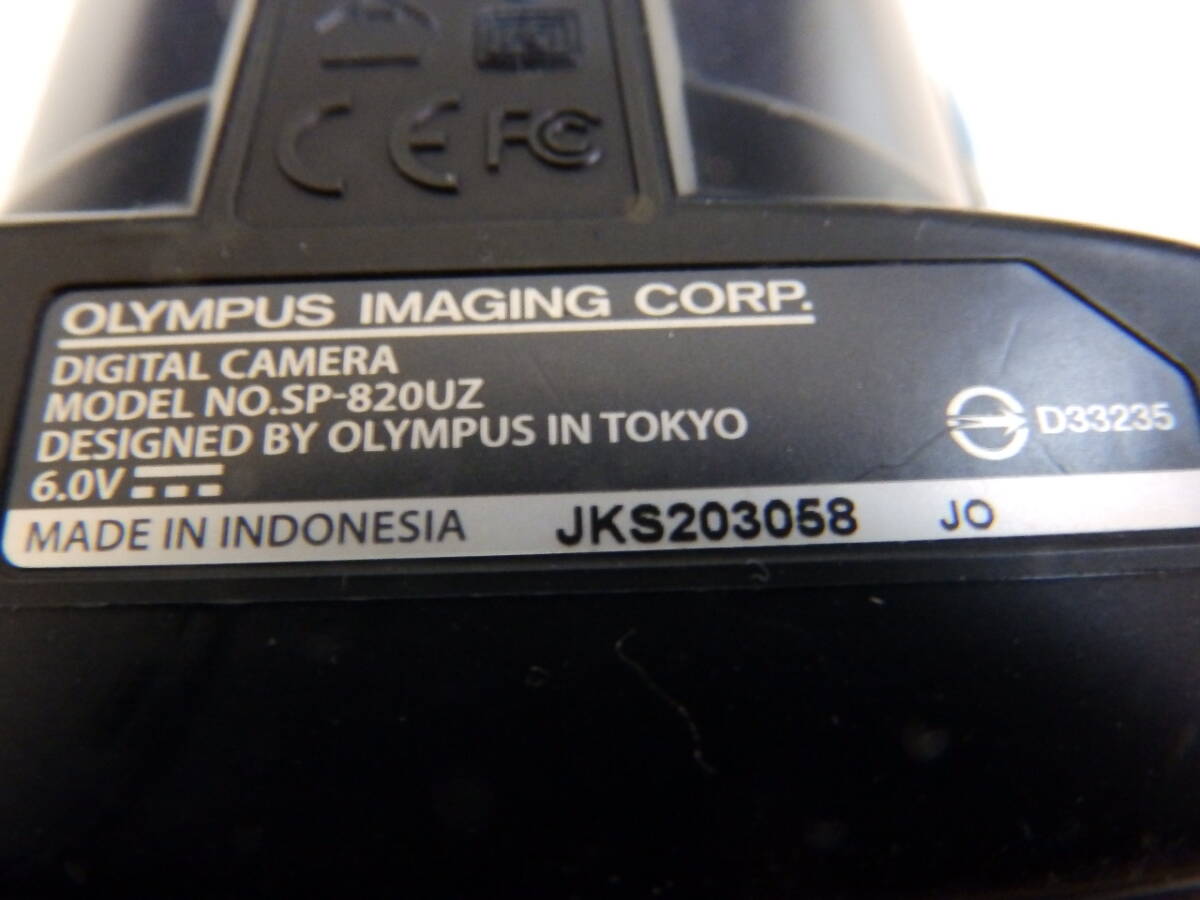 CE FC
OLYMPUS IMAGING CORP.
DIGITAL CAMERA
MODEL NO.SP-820UZ
DESIGNED BY OLYMPUS IN TOKYO
D33235
6.0V
MADE IN INDONESIA JKS203058 JO